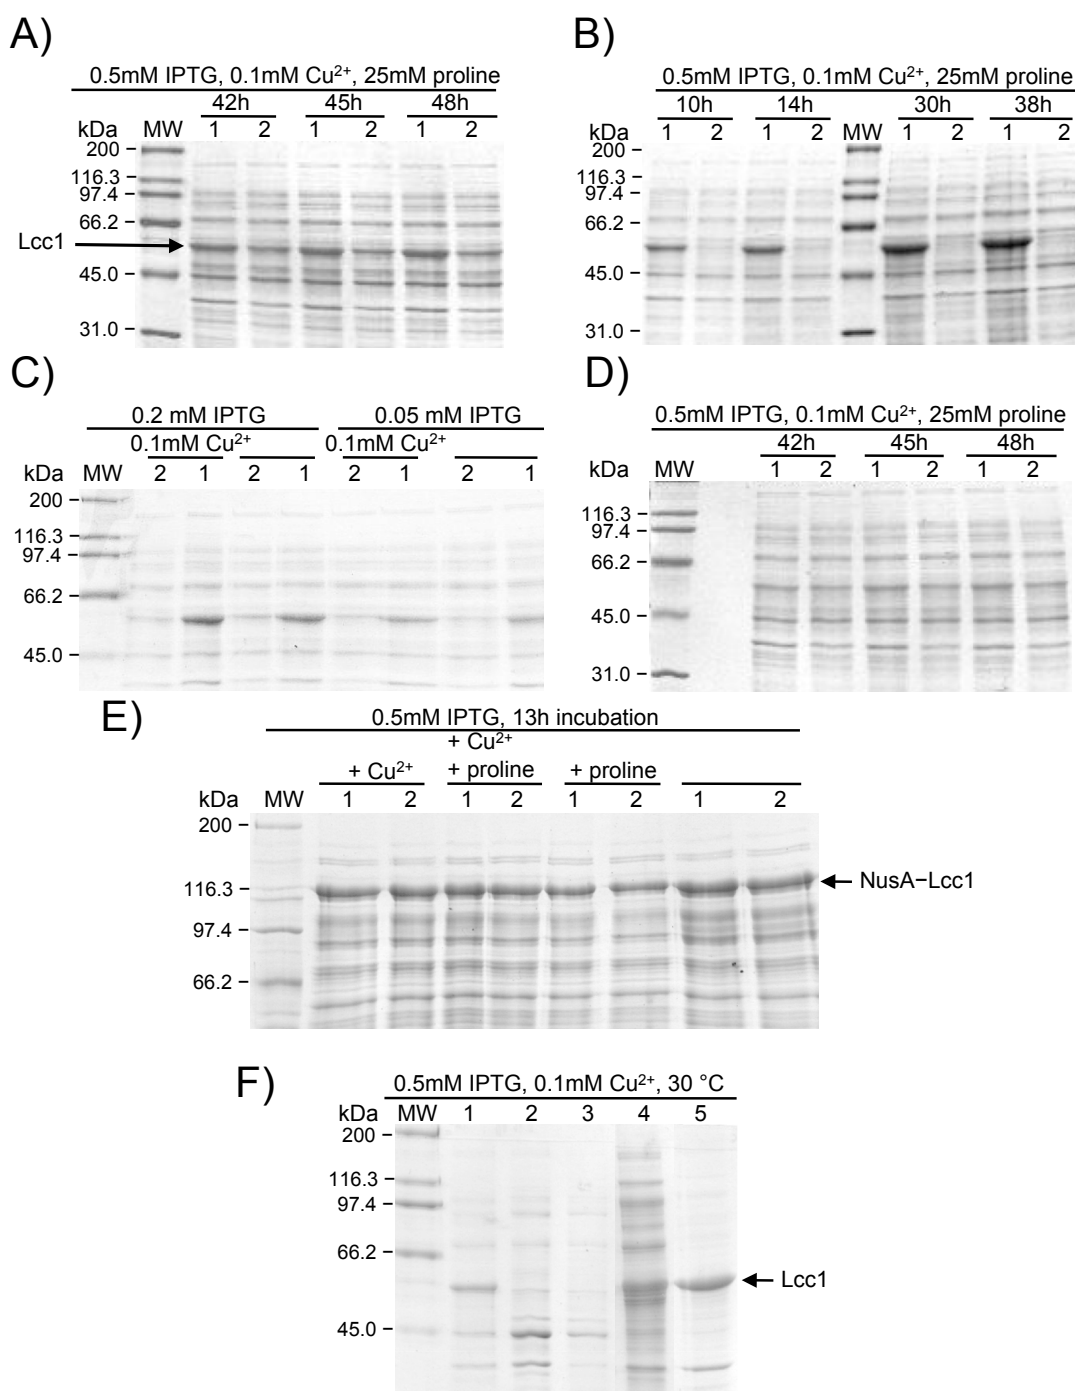 A)
0.5mM IPTG, 0.1mM Cu²⁺, 25mM proline
42h 45h 48h
kDa MW 1 2 1 2 1 2
200
116.3
97.4
66.2
Lcc1
45.0
31.0
B)
0.5mM IPTG, 0.1mM Cu²⁺, 25mM proline
10h 14h 30h 38h
kDa 1 2 1 2 MW 1 2 1 2
200
116.3
97.4
66.2
45.0
31.0
C)
0.2 mM IPTG 0.05 mM IPTG
0.1mM Cu²⁺ 0.1mM Cu²⁺
kDa MW 2 1 2 1 2 1 2 1
200
116.3
97.4
66.2
45.0
D)
0.5mM IPTG, 0.1mM Cu²⁺, 25mM proline
42h 45h 48h
kDa MW 1 2 1 2 1 2
116.3
97.4
66.2
45.0
31.0
E)
0.5mM IPTG, 13h incubation
+ Cu²⁺
+ Cu²⁺ + proline + proline
kDa MW 1 2 1 2 1 2 1 2
200
116.3
NusA−Lcc1
97.4
66.2
F)
0.5mM IPTG, 0.1mM Cu²⁺, 30 °C
kDa MW 1 2 3 4 5
200
116.3
97.4
66.2
Lcc1
45.0